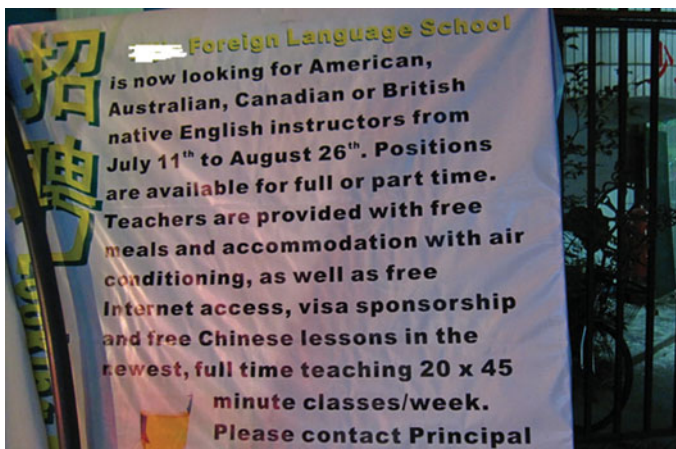 招聘
Foreign Language School
is now looking for American,
Australian, Canadian or British
native English instructors from
July 11th to August 26th. Positions
are available for full or part time.
Teachers are provided with free
meals and accommodation with air
conditioning, as well as free
Internet access, visa sponsorship
and free Chinese lessons in the
newest, full time teaching 20 x 45
minute classes/week.
Please contact Principal